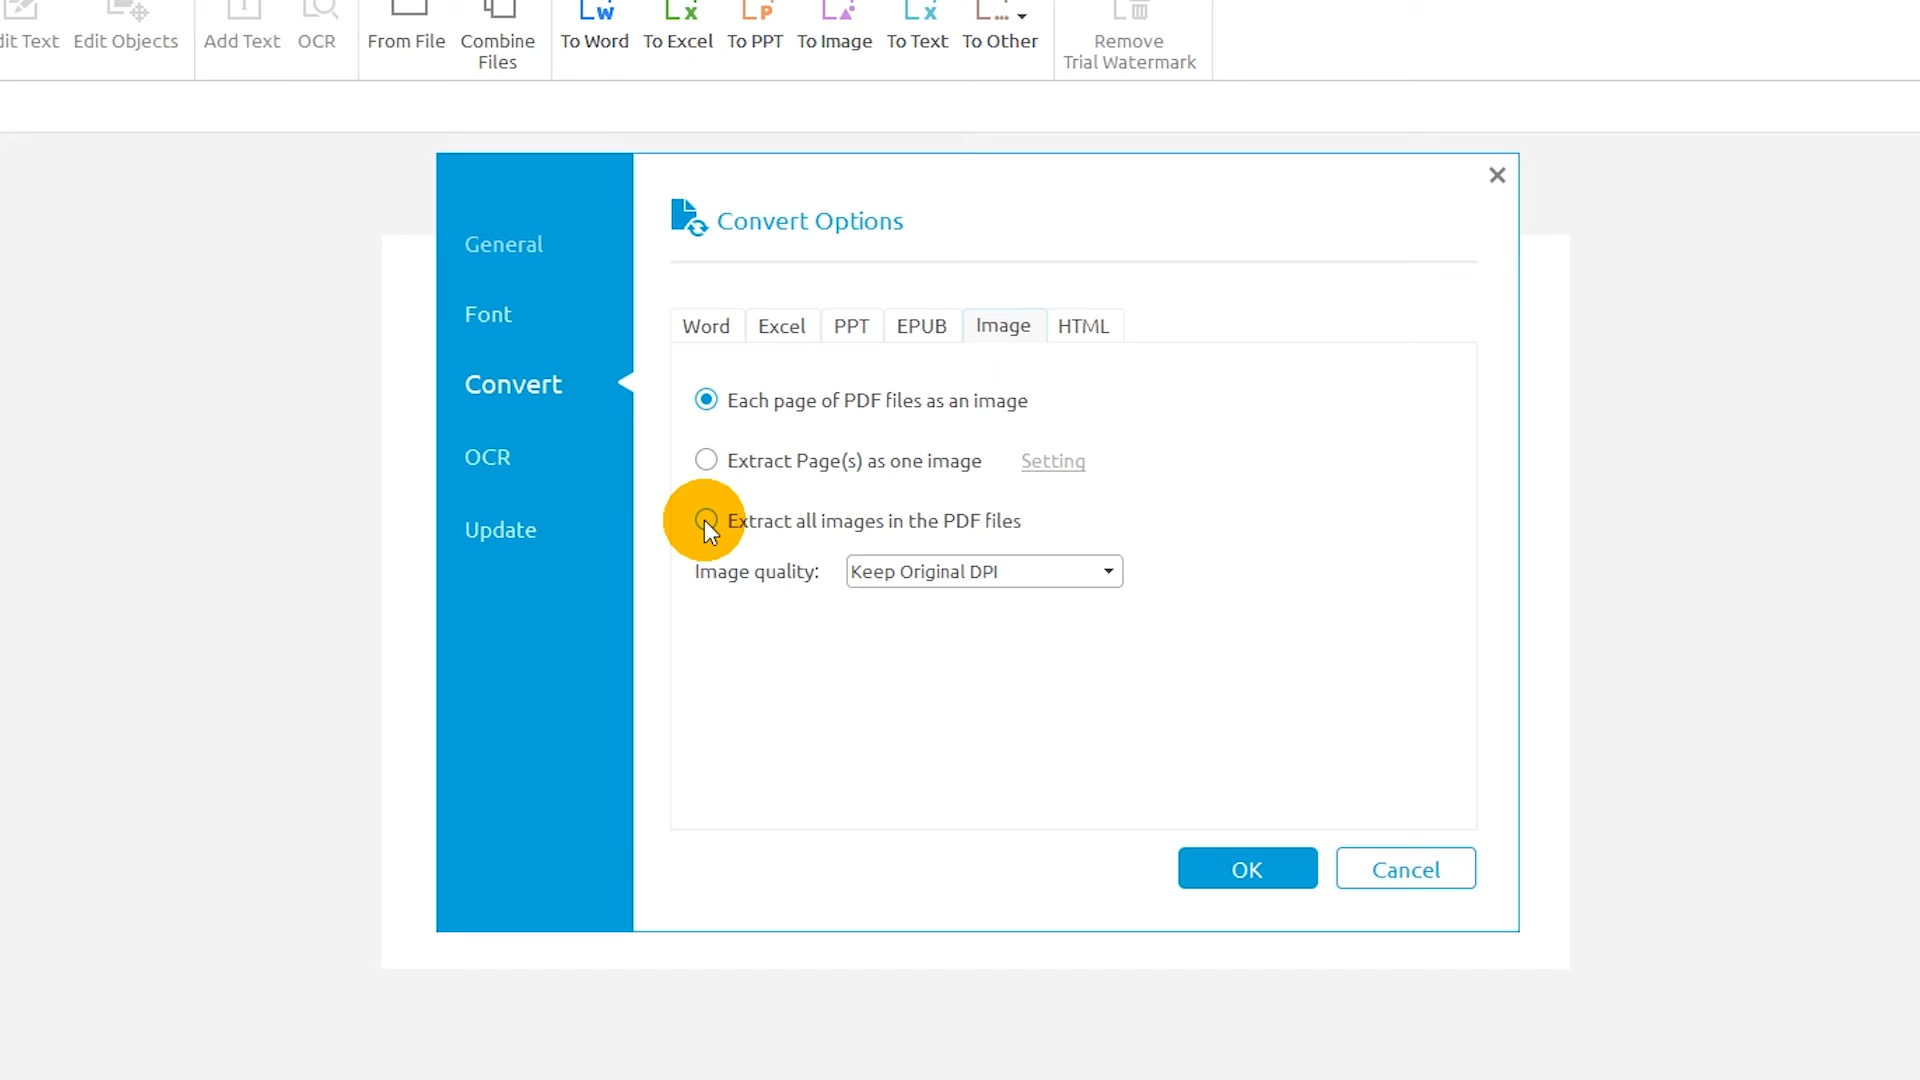 Edit Objects Add Text OCR From File Combine Files To Word To Excel To PPT To Image To Text To Other Remove Trial Watermark
Convert Options
General
Font
Convert
OCR
Update
Word Excel PPT EPUB Image HTML
Each page of PDF files as an image
Extract Page(s) as one image Setting
Extract all images in the PDF files
Image quality: Keep Original DPI
OK Cancel